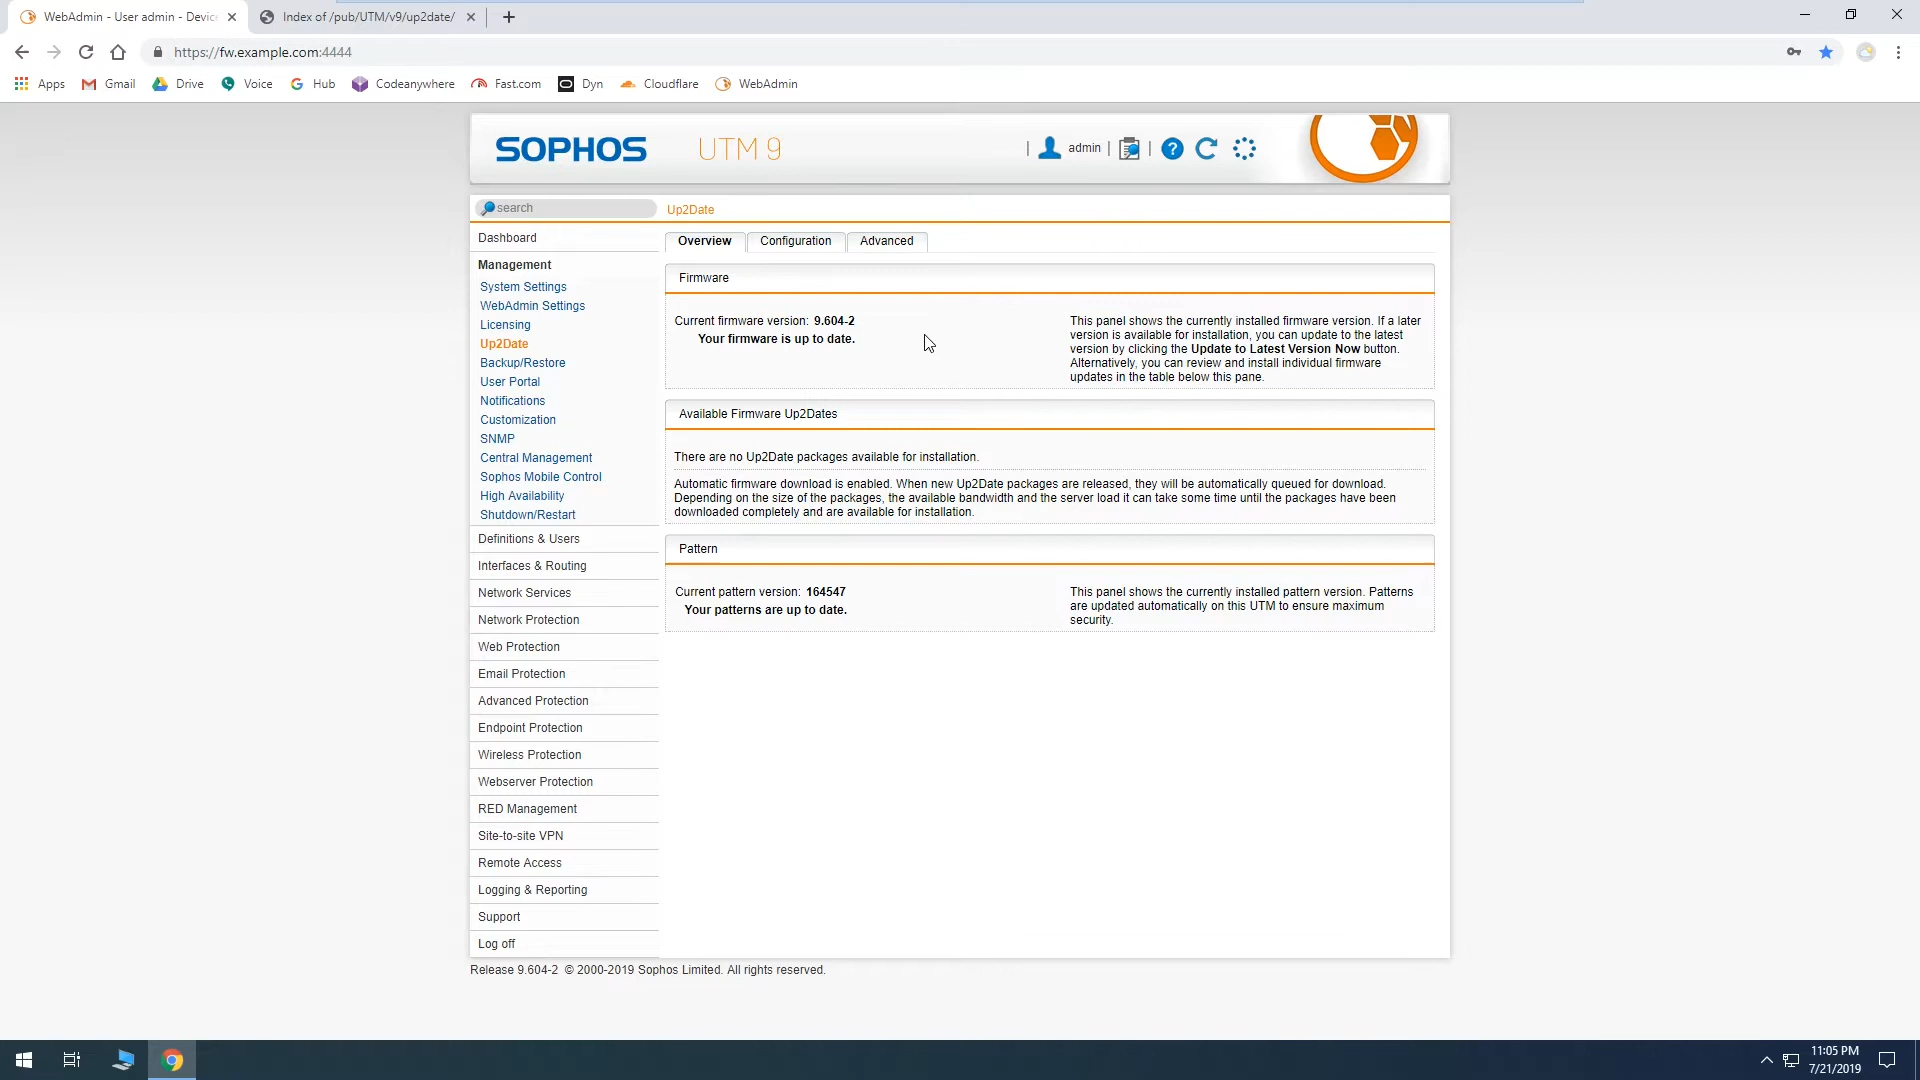 WebAdmin - User admin - Device
Index of /pub/UTM/v9/up2date/
https://fw.example.com:4444
Apps
Gmail
Drive
Voice
Hub
Codeanywhere
Fast.com
Dyn
Cloudflare
WebAdmin
SOPHOS
UTM 9
| admin | | ?
search
Up2Date
Dashboard
Management
System Settings
WebAdmin Settings
Licensing
Up2Date
Backup/Restore
User Portal
Notifications
Customization
SNMP
Central Management
Sophos Mobile Control
High Availability
Shutdown/Restart
Definitions & Users
Interfaces & Routing
Network Services
Network Protection
Web Protection
Email Protection
Advanced Protection
Endpoint Protection
Wireless Protection
Webserver Protection
RED Management
Site-to-site VPN
Remote Access
Logging & Reporting
Support
Log off
Overview
Configuration
Advanced
Firmware
Current firmware version: 9.604-2
Your firmware is up to date.
This panel shows the currently installed firmware version. If a later
version is available for installation, you can update to the latest
version by clicking the Update to Latest Version Now button.
Alternatively, you can review and install individual firmware
updates in the table below this pane.
Available Firmware Up2Dates
There are no Up2Date packages available for installation.
Automatic firmware download is enabled. When new Up2Date packages are released, they will be automatically queued for download.
Depending on the size of the packages, the available bandwidth and the server load it can take some time until the packages have been
downloaded completely and are available for installation.
Pattern
Current pattern version: 164547
Your patterns are up to date.
This panel shows the currently installed pattern version. Patterns
are updated automatically on this UTM to ensure maximum
security.
Release 9.604-2 © 2000-2019 Sophos Limited. All rights reserved.
11:05 PM
7/21/2019